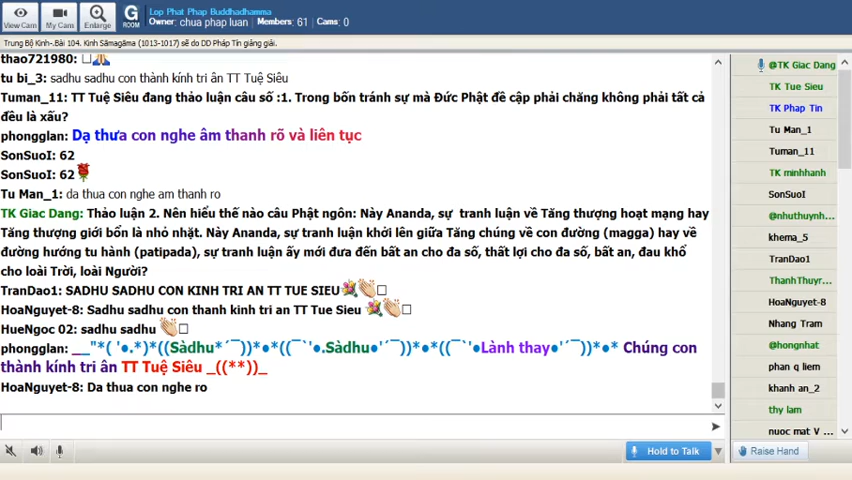 View Cam
My Cam
Enlarge
G
ROOM
Lop Phat Phap Buddhadhamma
Owner: chua phap luan Members: 61 Cams: 0
Trung Bộ Kinh-.Bài 104. Kinh Sâmagâma (1013-1017) sẽ do DD Pháp Tín giảng giải.
thao721980:
tu bi_3: sadhu sadhu con thành kính tri ân TT Tuệ Siêu
Tuman_11: TT Tuệ Siêu đang thảo luận câu số :1. Trong bốn tránh sự mà Đức Phật đề cập phải chăng không phải tất cả
đều là xấu?
phongglan: Dạ thưa con nghe âm thanh rõ và liên tục
SonSuoI: 62
SonSuoI: 62
Tu Man_1: da thua con nghe am thanh ro
TK Giac Dang: Thảo luận 2. Nên hiểu thế nào câu Phật ngôn: Này Ananda, sự tranh luận về Tăng thượng hoạt mạng hay
Tăng thượng giới bổn là nhỏ nhặt. Này Ananda, sự tranh luận khởi lên giữa Tăng chúng về con đường (magga) hay về
đường hướng tu hành (patipada), sự tranh luận ấy mới đưa đến bất an cho đa số, thất lợi cho đa số, bất an, đau khổ
cho loài Trời, loài Người?
TranDao1: SADHU SADHU CON KINH TRI AN TT TUE SIEU
HoaNguyet-8: Sadhu sadhu con thanh kinh tri an TT Tue Sieu
HueNgoc 02: sadhu sadhu
phongglan: __"*( '●.*)*((Sàdhu*´¯))*●*((¯`'●.Sàdhu●'´¯))*●*((¯`'●Lành thay●'´¯))*●* Chúng con
thành kính tri ân TT Tuệ Siêu _((**))_
HoaNguyet-8: Da thua con nghe ro
Hold to Talk
@TK Giac Dang
TK Tue Sieu
TK Phap Tin
Tu Man_1
Tuman_11
TK minhhanh
SonSuoI
@nhuthuynh...
khema_5
TranDao1
ThanhThuyr...
HoaNguyet-8
Nhang Tram
@hongnhat
phan q liem
khanh an_2
thy lam
nuoc mat V ...
Raise Hand